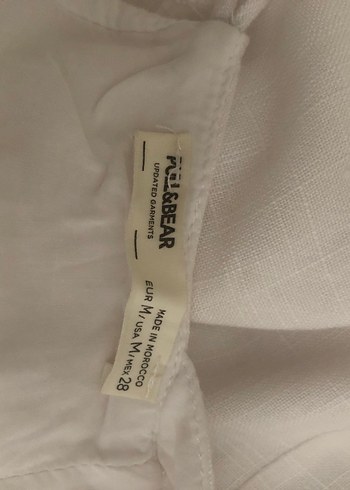 PULL&BEAR
UPDATED GARMENTS
MADE IN MOROCCO
EUR M/USA M/MEX 28